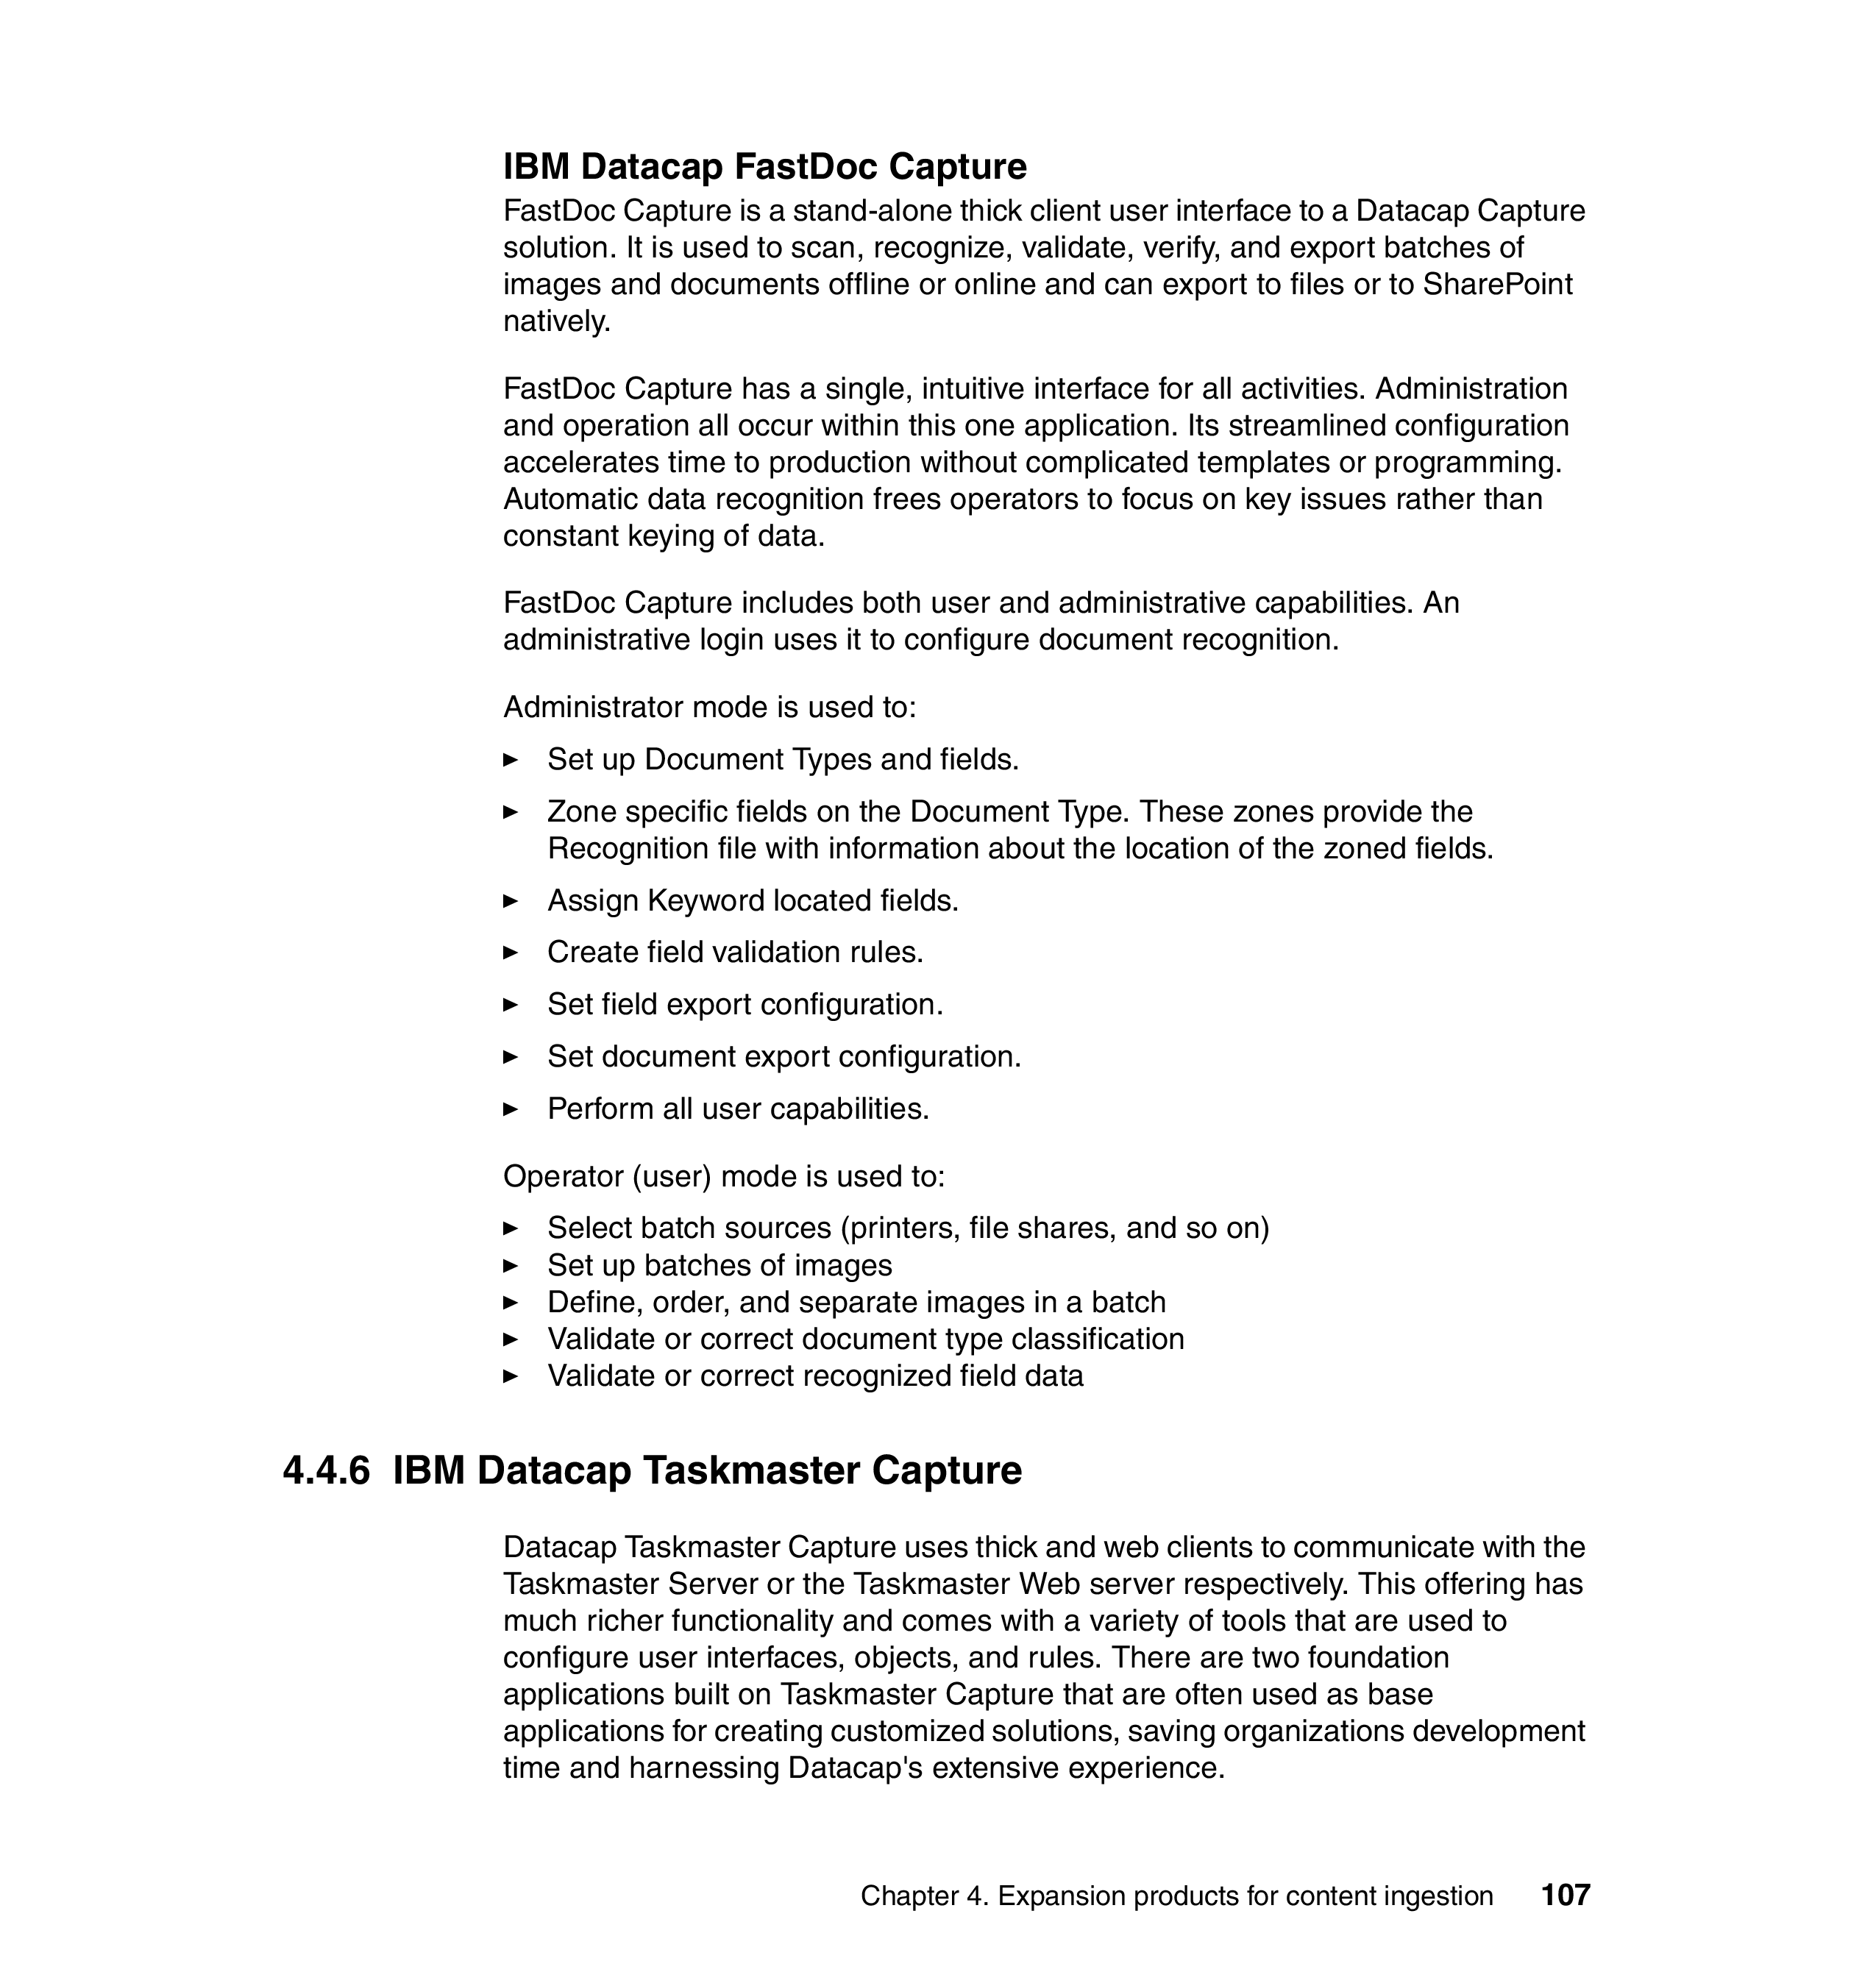 IBM Datacap FastDoc Capture
FastDoc Capture is a stand-alone thick client user interface to a Datacap Capture
solution. It is used to scan, recognize, validate, verify, and export batches of
images and documents offline or online and can export to files or to SharePoint
natively.
FastDoc Capture has a single, intuitive interface for all activities. Administration
and operation all occur within this one application. Its streamlined configuration
accelerates time to production without complicated templates or programming.
Automatic data recognition frees operators to focus on key issues rather than
constant keying of data.
FastDoc Capture includes both user and administrative capabilities. An
administrative login uses it to configure document recognition.
Administrator mode is used to:
► Set up Document Types and fields.
► Zone specific fields on the Document Type. These zones provide the
Recognition file with information about the location of the zoned fields.
► Assign Keyword located fields.
► Create field validation rules.
► Set field export configuration.
► Set document export configuration.
► Perform all user capabilities.
Operator (user) mode is used to:
► Select batch sources (printers, file shares, and so on)
► Set up batches of images
► Define, order, and separate images in a batch
► Validate or correct document type classification
► Validate or correct recognized field data
4.4.6 IBM Datacap Taskmaster Capture
Datacap Taskmaster Capture uses thick and web clients to communicate with the
Taskmaster Server or the Taskmaster Web server respectively. This offering has
much richer functionality and comes with a variety of tools that are used to
configure user interfaces, objects, and rules. There are two foundation
applications built on Taskmaster Capture that are often used as base
applications for creating customized solutions, saving organizations development
time and harnessing Datacap's extensive experience.
Chapter 4. Expansion products for content ingestion 107